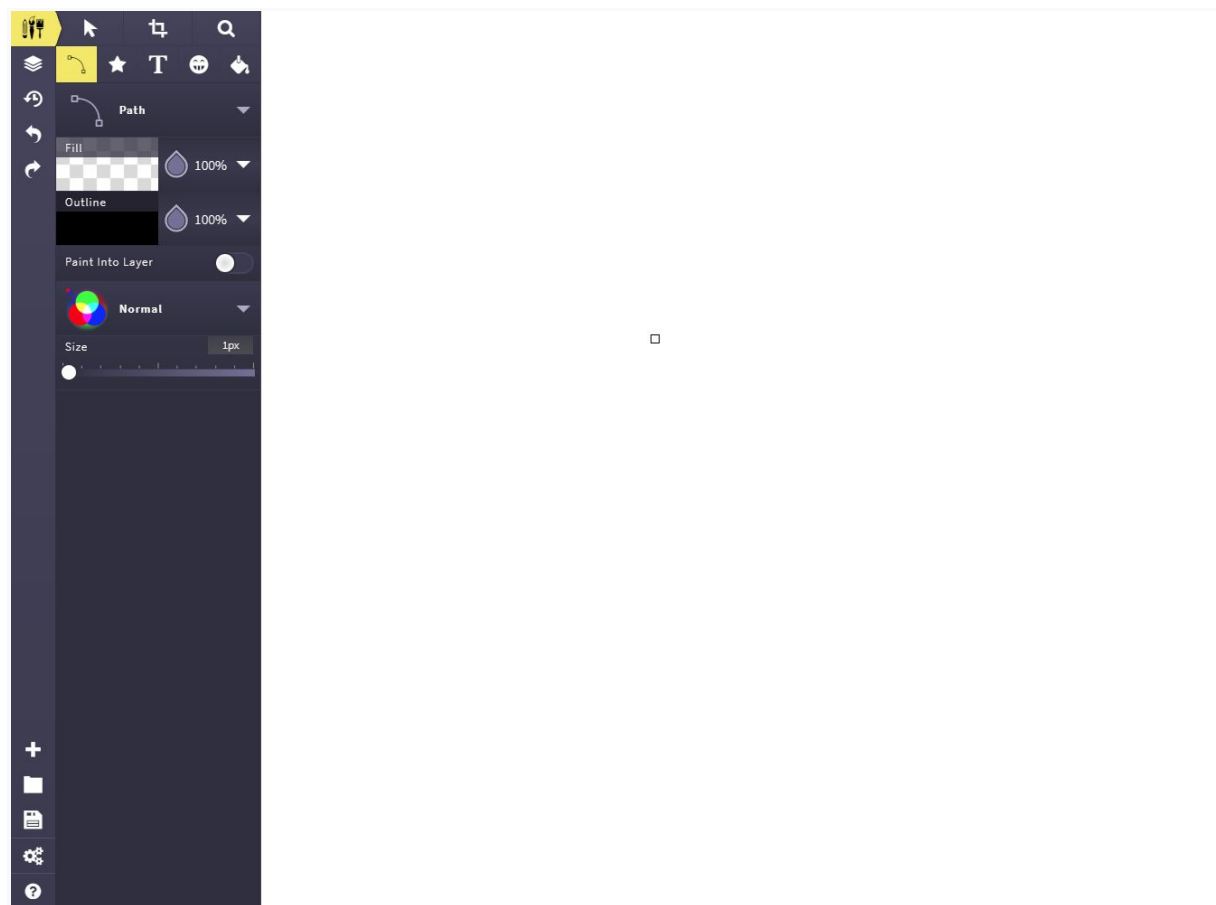 Path
Fill
100%
Outline
100%
Paint Into Layer
Normal
Size
1px